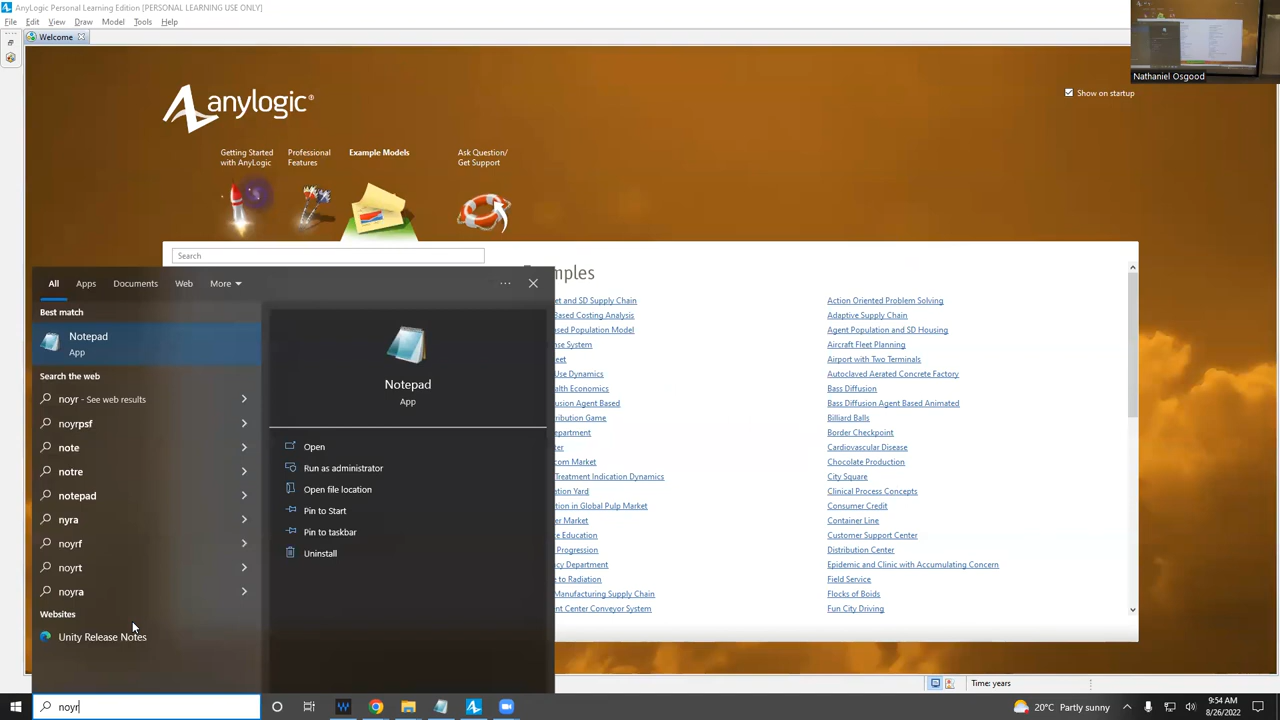 AnyLogic Personal Learning Edition [PERSONAL LEARNING USE ONLY]
File Edit View Draw Model Tools Help
Welcome
Nathaniel Osgood
Show on startup
anylogic®
Getting Started
with AnyLogic
Professional
Features
Example Models
Ask Question/
Get Support
Search
mples
et and SD Supply Chain
Based Costing Analysis
ased Population Model
nse System
eet
Use Dynamics
alth Economics
usion Agent Based
ribution Game
epartment
ter
com Market
Treatment Indication Dynamics
ation Yard
ion in Global Pulp Market
er Market
e Education
Progression
cy Department
e to Radiation
Manufacturing Supply Chain
ent Center Conveyor System
Action Oriented Problem Solving
Adaptive Supply Chain
Agent Population and SD Housing
Aircraft Fleet Planning
Airport with Two Terminals
Autoclaved Aerated Concrete Factory
Bass Diffusion
Bass Diffusion Agent Based Animated
Billiard Balls
Border Checkpoint
Cardiovascular Disease
Chocolate Production
City Square
Clinical Process Concepts
Consumer Credit
Container Line
Customer Support Center
Distribution Center
Epidemic and Clinic with Accumulating Concern
Field Service
Flocks of Boids
Fun City Driving
All Apps Documents Web More
Best match
Notepad
App
Search the web
noyr - See web results
noyrpsf
note
notre
notepad
nyra
noyrf
noyrt
noyra
Websites
Unity Release Notes
Notepad
App
Open
Run as administrator
Open file location
Pin to Start
Pin to taskbar
Uninstall
Time: years
noyr
20°C Partly sunny
9:54 AM
8/26/2022